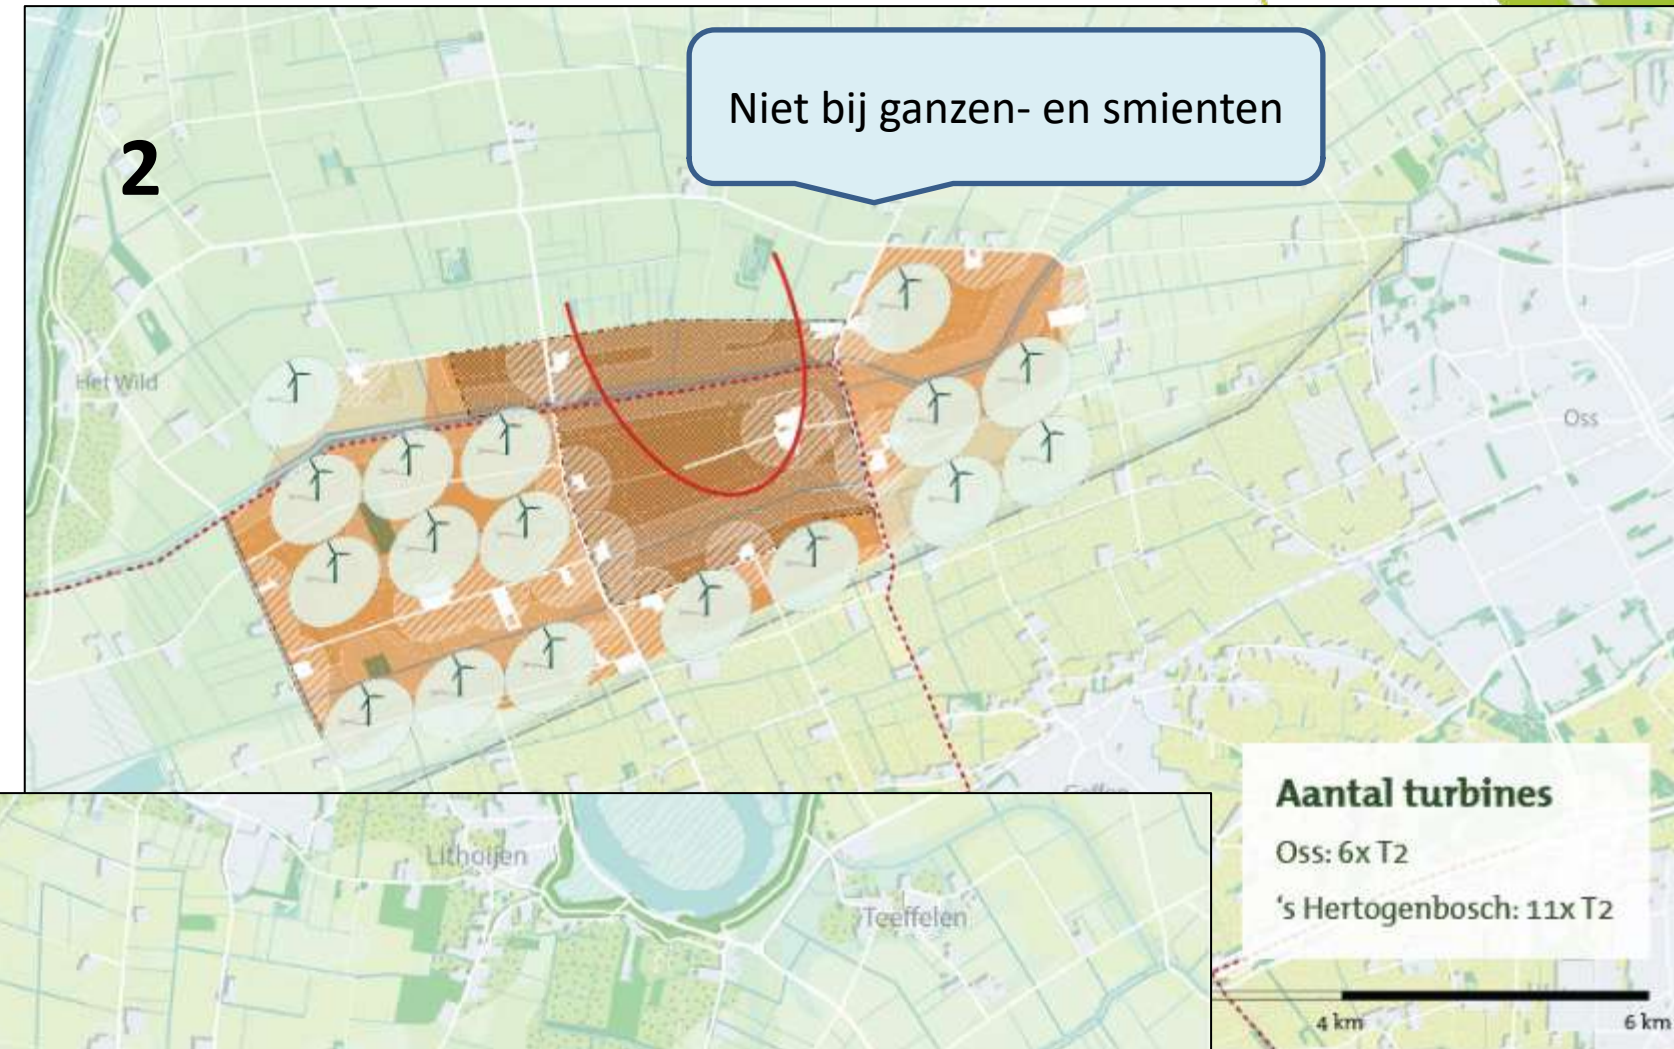 Niet bij ganzen- en smienten
2
Het Wild
Oss
Lithoijen
Teeffelen
Aantal turbines
Oss: 6x T2
‘s Hertogenbosch: 11x T2
4 km
6 km